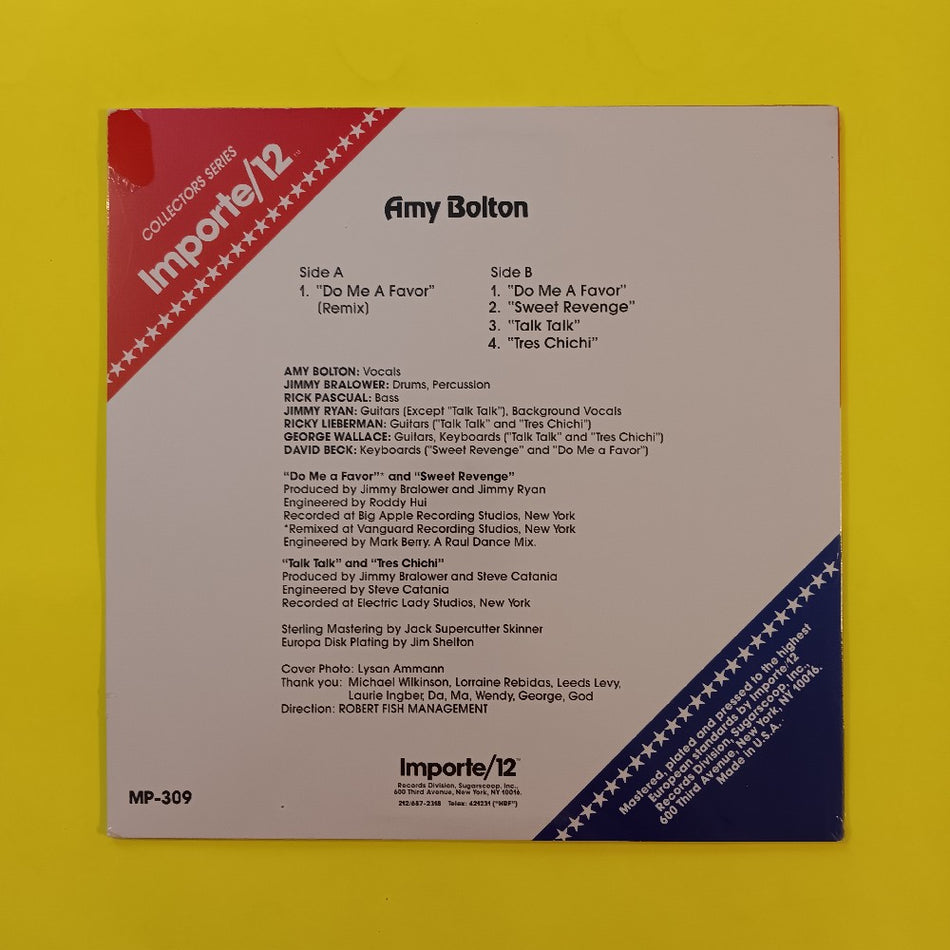 COLLECTORS SERIES
Importe/12™
Amy Bolton
Side A
1. "Do Me A Favor"
(Remix)
Side B
1. "Do Me A Favor"
2. "Sweet Revenge"
3. "Talk Talk"
4. "Tres Chichi"
AMY BOLTON: Vocals
JIMMY BRALOWER: Drums, Percussion
RICK PASCUAL: Bass
JIMMY RYAN: Guitars (Except "Talk Talk"), Background Vocals
RICKY LIEBERMAN: Guitars ("Talk Talk" and "Tres Chichi")
GEORGE WALLACE: Guitars, Keyboards ("Talk Talk" and "Tres Chichi")
DAVID BECK: Keyboards ("Sweet Revenge" and "Do Me a Favor")
"Do Me a Favor"* and "Sweet Revenge"
Produced by Jimmy Bralower and Jimmy Ryan
Engineered by Roddy Hui
Recorded at Big Apple Recording Studios, New York
*Remixed at Vanguard Recording Studios, New York
Engineered by Mark Berry. A Raul Dance Mix.
"Talk Talk" and "Tres Chichi"
Produced by Jimmy Bralower and Steve Catania
Engineered by Steve Catania
Recorded at Electric Lady Studios, New York
Sterling Mastering by Jack Supercutter Skinner
Europa Disk Plating by Jim Shelton
Cover Photo: Lysan Ammann
Thank you: Michael Wilkinson, Lorraine Rebidas, Leeds Levy,
Laurie Ingber, Da, Ma, Wendy, George, God
Direction: ROBERT FISH MANAGEMENT
Importe/12™
Records Division, Sugarscoop, Inc.,
600 Third Avenue, New York, NY 10016.
Telex: 421231 ("HRF")
MP-309
Mastered, plated and pressed to the highest
European standards by Importe/12
Records Division, Sugarscoop, Inc.,
600 Third Avenue, New York, NY 10016.
Made in U.S.A.